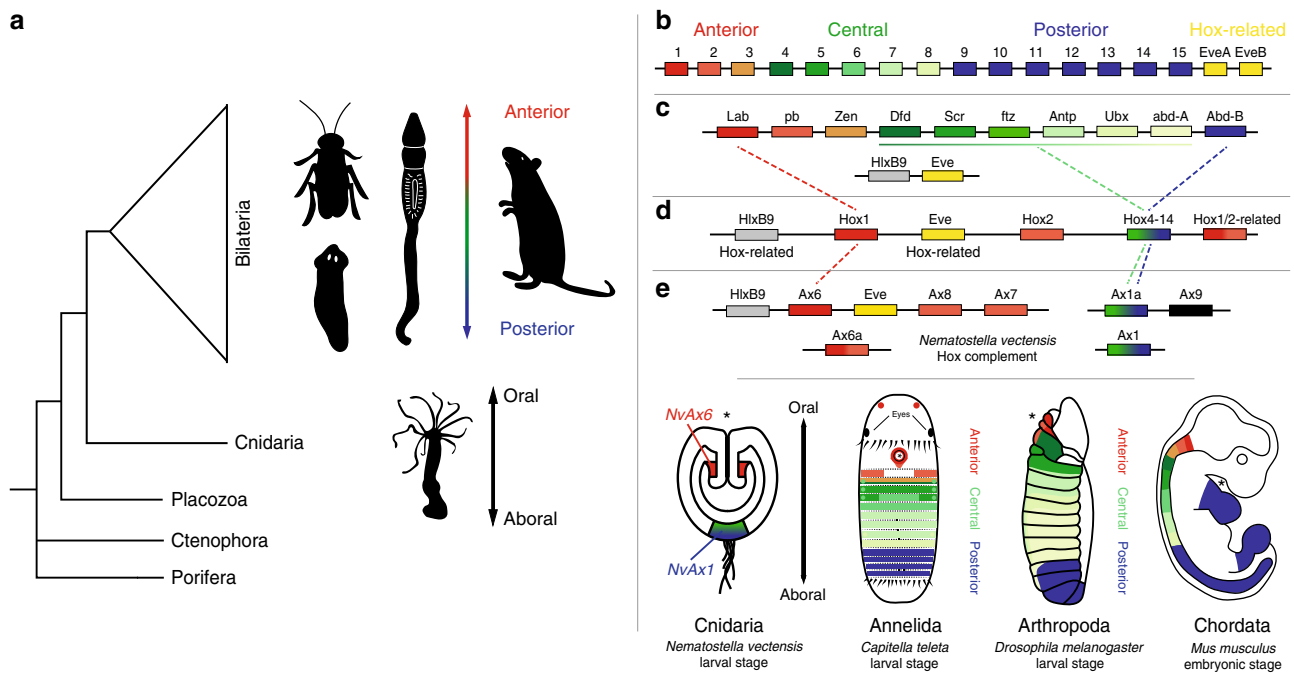 a
Bilateria
Anterior
Posterior
Oral
Aboral
Cnidaria
Placozoa
Ctenophora
Porifera
b
Anterior Central Posterior Hox-related
1 2 3 4 5 6 7 8 9 10 11 12 13 14 15 EveA EveB
c
Lab pb Zen Dfd Scr ftz Antp Ubx abd-A Abd-B
HlxB9 Eve
d
HlxB9 Hox1 Eve Hox2 Hox4-14 Hox1/2-related
Hox-related Hox-related
e
HlxB9 Ax6 Eve Ax8 Ax7 Ax1a Ax9
Ax6a Ax1
Nematostella vectensis
Hox complement
NvAx6
*
NvAx1
Oral
Aboral
Eyes
*
Anterior
Central
Posterior
*
Anterior
Central
Posterior
*
Cnidaria
Nematostella vectensis
larval stage
Annelida
Capitella teleta
larval stage
Arthropoda
Drosophila melanogaster
larval stage
Chordata
Mus musculus
embryonic stage